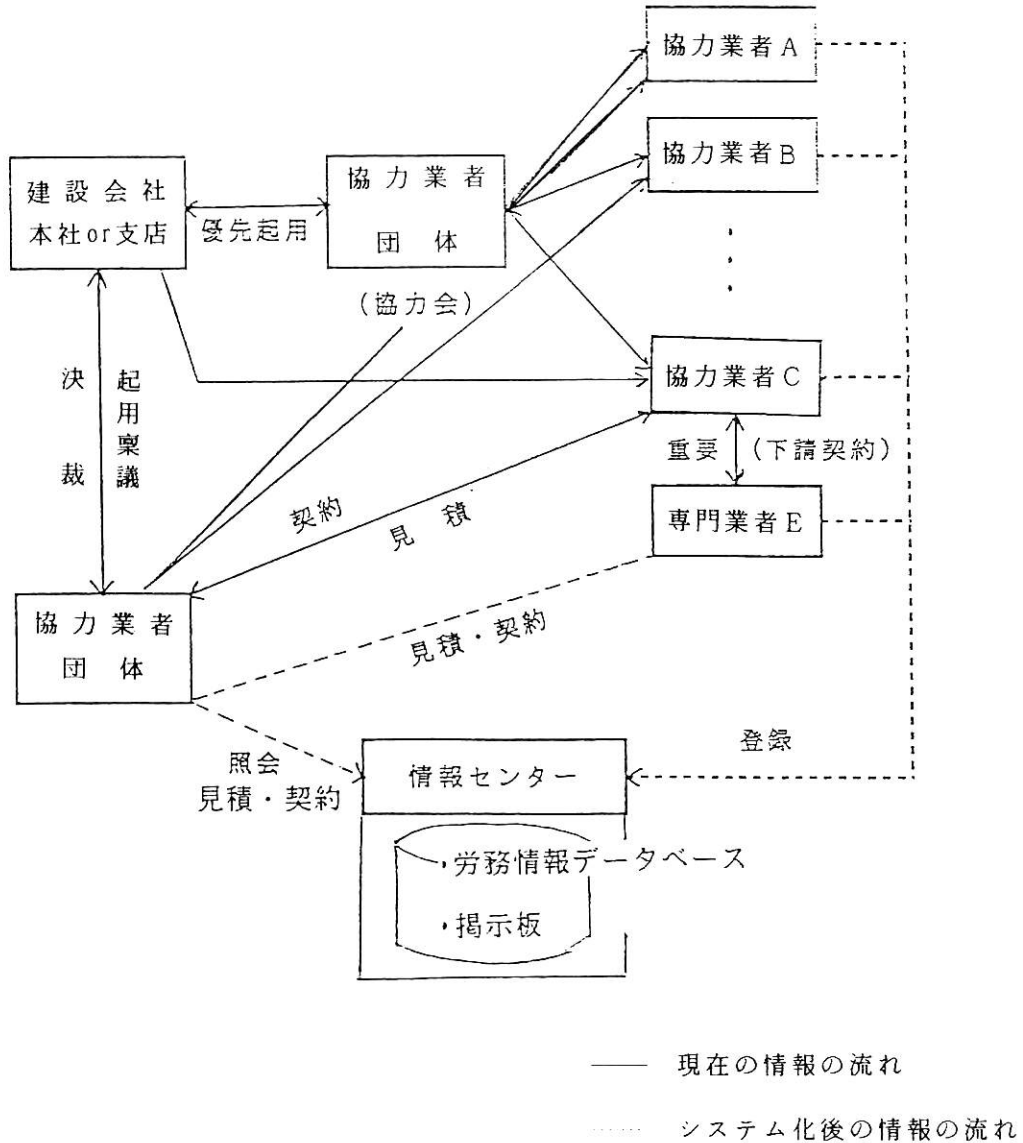 協力業者A
協力業者B
建設会社
本社or支店
優先起用
協力業者
団体
(協力会)
協力業者C
決裁
起用稟議
重要
(下請契約)
契約
見積
専門業者E
協力業者
団体
見積・契約
照会
見積・契約
登録
情報センター
・労務情報データベース
・掲示板
現在の情報の流れ
システム化後の情報の流れ